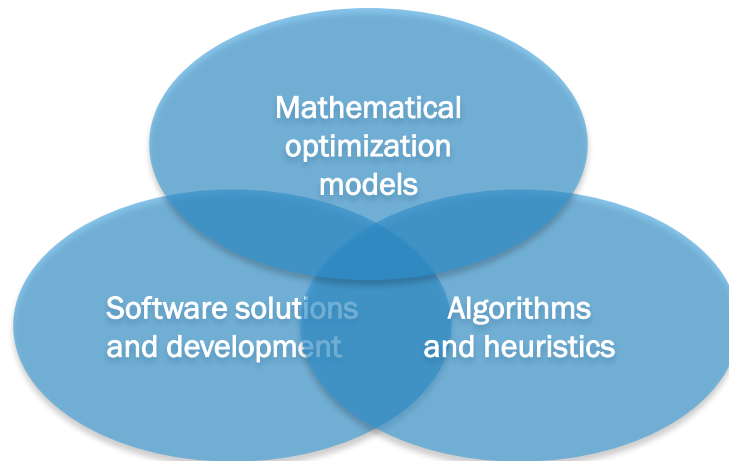 Mathematical
optimization
models
Software solutions
and development
Algorithms
and heuristics